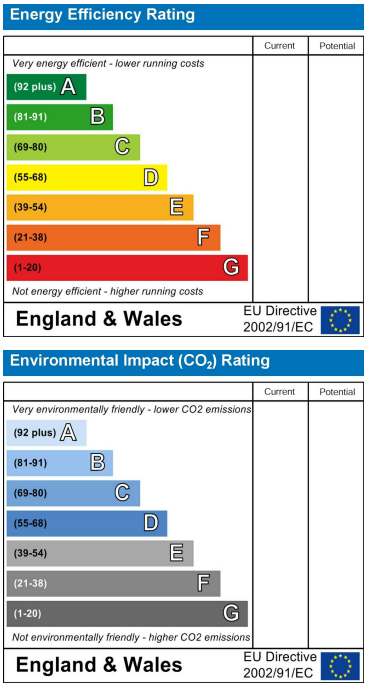 Energy Efficiency Rating
Current Potential
Very energy efficient - lower running costs
(92 plus) A
(81-91) B
(69-80) C
(55-68) D
(39-54) E
(21-38) F
(1-20) G
Not energy efficient - higher running costs
England & Wales EU Directive 2002/91/EC
Environmental Impact (CO₂) Rating
Current Potential
Very environmentally friendly - lower CO2 emissions
(92 plus) A
(81-91) B
(69-80) C
(55-68) D
(39-54) E
(21-38) F
(1-20) G
Not environmentally friendly - higher CO2 emissions
England & Wales EU Directive 2002/91/EC